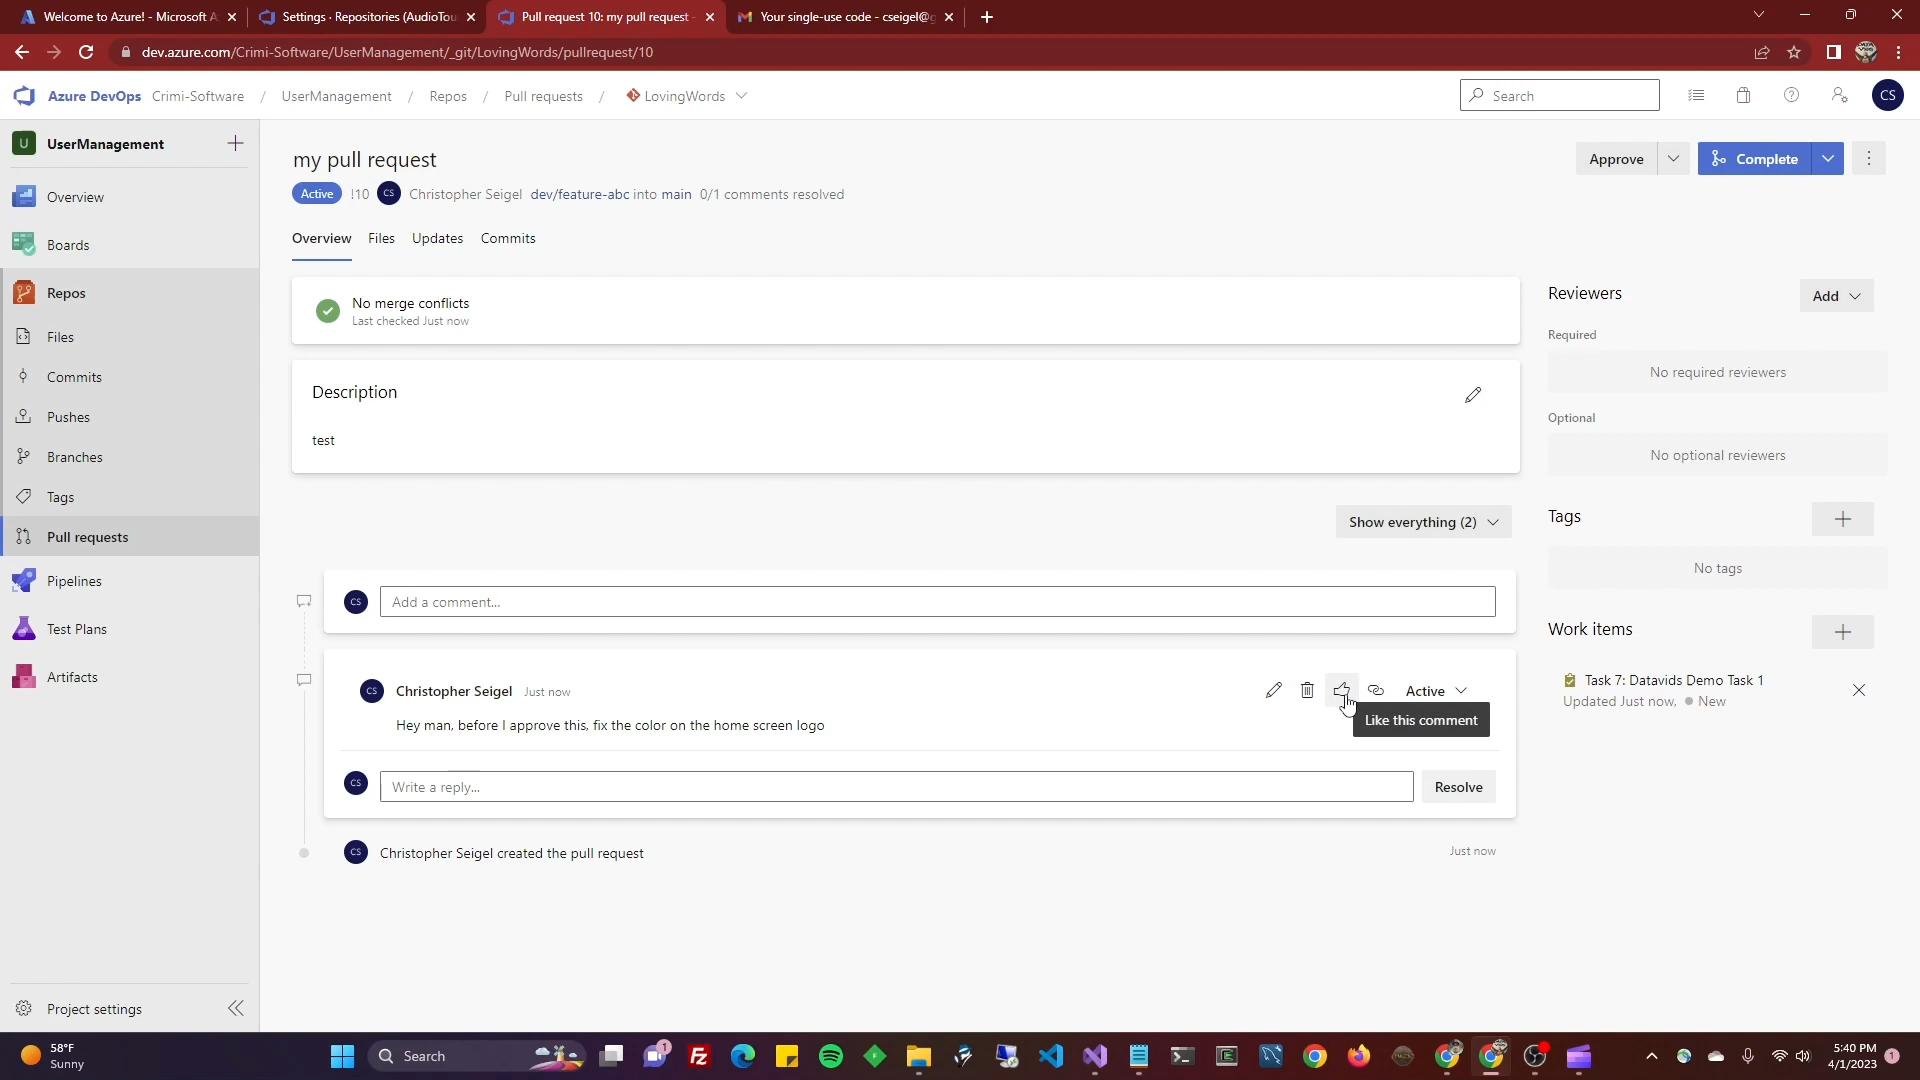 Welcome to Azure! - Microsoft A
Settings · Repositories (AudioTou
Pull request 10: my pull request -
Your single-use code - cseigel@g
dev.azure.com/Crimi-Software/UserManagement/_git/LovingWords/pullrequest/10
Azure DevOps Crimi-Software / UserManagement / Repos / Pull requests / LovingWords
Search
CS
U UserManagement
Overview
Boards
Repos
Files
Commits
Pushes
Branches
Tags
Pull requests
Pipelines
Test Plans
Artifacts
Project settings
my pull request
Approve
Complete
Active !10 CS Christopher Seigel dev/feature-abc into main 0/1 comments resolved
Overview Files Updates Commits
No merge conflicts
Last checked Just now
Description
test
Show everything (2)
CS Add a comment...
CS Christopher Seigel Just now
Active
Hey man, before I approve this, fix the color on the home screen logo
Like this comment
CS Write a reply...
Resolve
CS Christopher Seigel created the pull request
Just now
Reviewers
Add
Required
No required reviewers
Optional
No optional reviewers
Tags
No tags
Work items
Task 7: Datavids Demo Task 1
Updated Just now, New
58°F
Sunny
Search
1
5:40 PM
4/1/2023
1